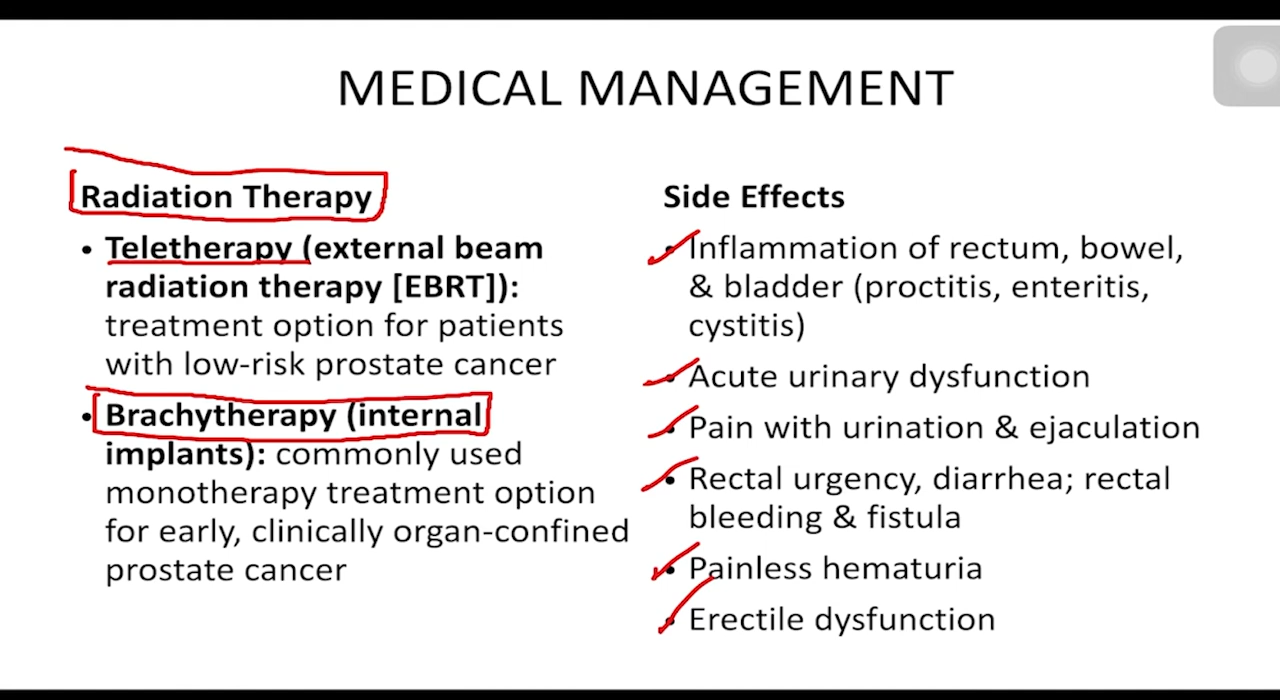 MEDICAL MANAGEMENT
Radiation Therapy
• Teletherapy (external beam
radiation therapy [EBRT]):
treatment option for patients
with low-risk prostate cancer
• Brachytherapy (internal
implants): commonly used
monotherapy treatment option
for early, clinically organ-confined
prostate cancer
Side Effects
• Inflammation of rectum, bowel,
& bladder (proctitis, enteritis,
cystitis)
• Acute urinary dysfunction
• Pain with urination & ejaculation
• Rectal urgency, diarrhea; rectal
bleeding & fistula
• Painless hematuria
• Erectile dysfunction